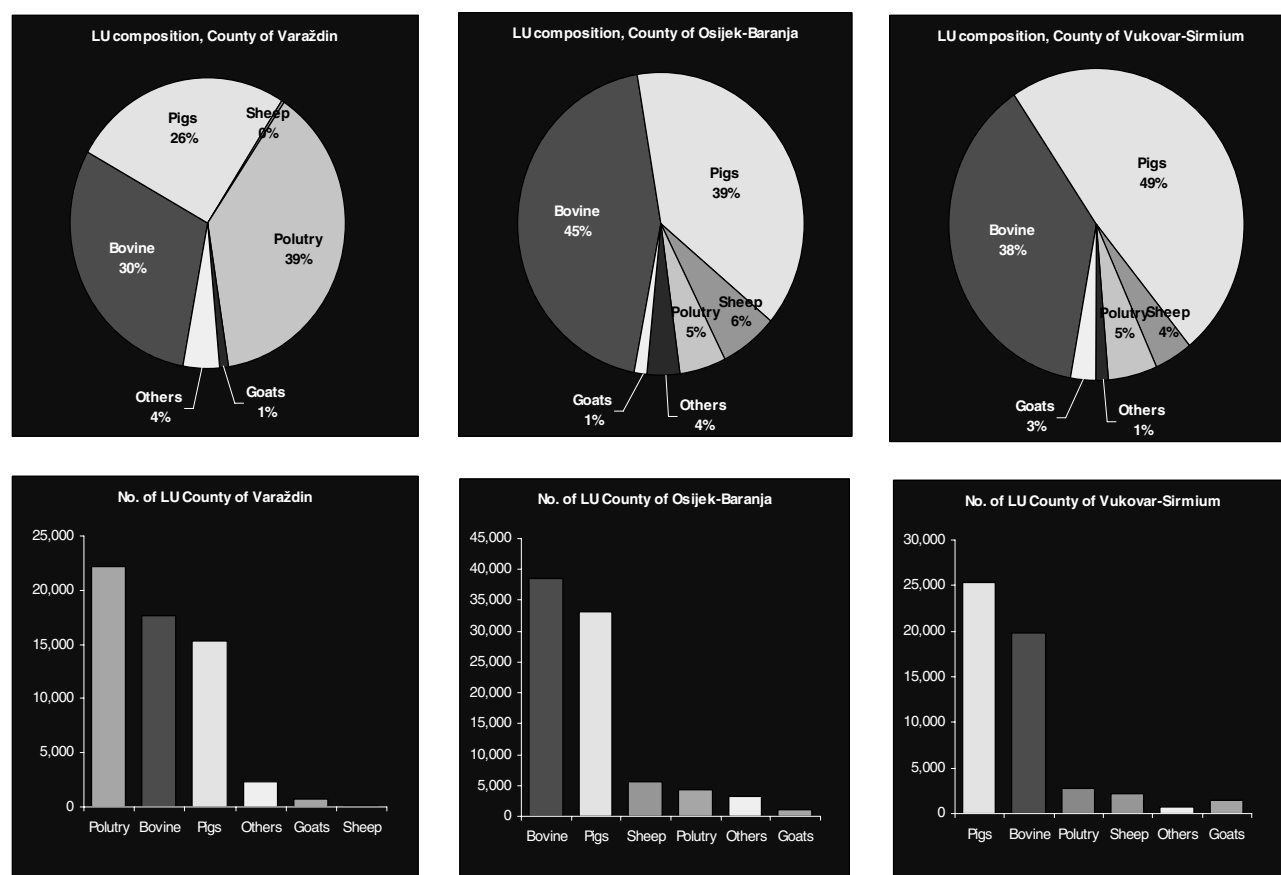 LU composition, County of Varaždin
Pigs
26%
Sheep
0%
Polutry
39%
Bovine
30%
Others
4%
Goats
1%
LU composition, County of Osijek-Baranja
Bovine
45%
Pigs
39%
Sheep
6%
Polutry
5%
Goats
1%
Others
4%
LU composition, County of Vukovar-Sirmium
Pigs
49%
Bovine
38%
Polutry
5%
Sheep
4%
Goats
3%
Others
1%
No. of LU County of Varaždin
25,000
20,000
15,000
10,000
5,000
0
Polutry Bovine Pigs Others Goats Sheep
No. of LU County of Osijek-Baranja
45,000
40,000
35,000
30,000
25,000
20,000
15,000
10,000
5,000
0
Bovine Pigs Sheep Polutry Others Goats
No. of LU County of Vukovar-Sirmium
30,000
25,000
20,000
15,000
10,000
5,000
0
Pigs Bovine Polutry Sheep Others Goats